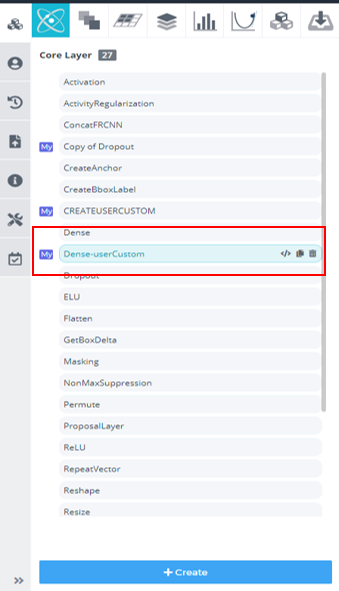 Core Layer 27
Activation
ActivityRegularization
ConcatFRCNN
My Copy of Dropout
CreateAnchor
CreateBboxLabel
My CREATEUSERCUSTOM
Dense
My Dense-userCustom </>
Dropout
ELU
Flatten
GetBoxDelta
Masking
NonMaxSuppression
Permute
ProposalLayer
ReLU
RepeatVector
Reshape
Resize
+ Create